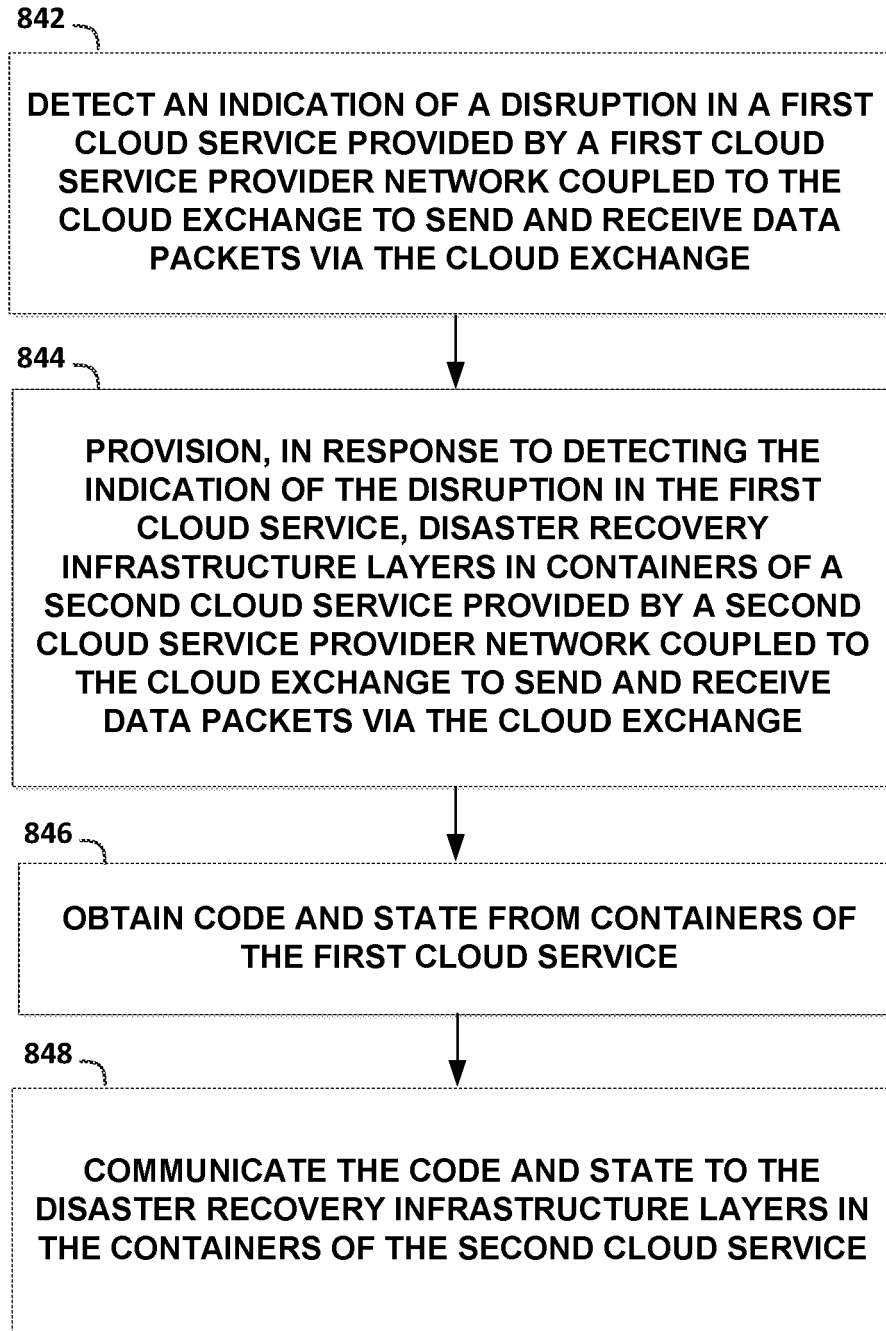 842
DETECT AN INDICATION OF A DISRUPTION IN A FIRST
CLOUD SERVICE PROVIDED BY A FIRST CLOUD
SERVICE PROVIDER NETWORK COUPLED TO THE
CLOUD EXCHANGE TO SEND AND RECEIVE DATA
PACKETS VIA THE CLOUD EXCHANGE
844
PROVISION, IN RESPONSE TO DETECTING THE
INDICATION OF THE DISRUPTION IN THE FIRST
CLOUD SERVICE, DISASTER RECOVERY
INFRASTRUCTURE LAYERS IN CONTAINERS OF A
SECOND CLOUD SERVICE PROVIDED BY A SECOND
CLOUD SERVICE PROVIDER NETWORK COUPLED TO
THE CLOUD EXCHANGE TO SEND AND RECEIVE
DATA PACKETS VIA THE CLOUD EXCHANGE
846
OBTAIN CODE AND STATE FROM CONTAINERS OF
THE FIRST CLOUD SERVICE
848
COMMUNICATE THE CODE AND STATE TO THE
DISASTER RECOVERY INFRASTRUCTURE LAYERS IN
THE CONTAINERS OF THE SECOND CLOUD SERVICE